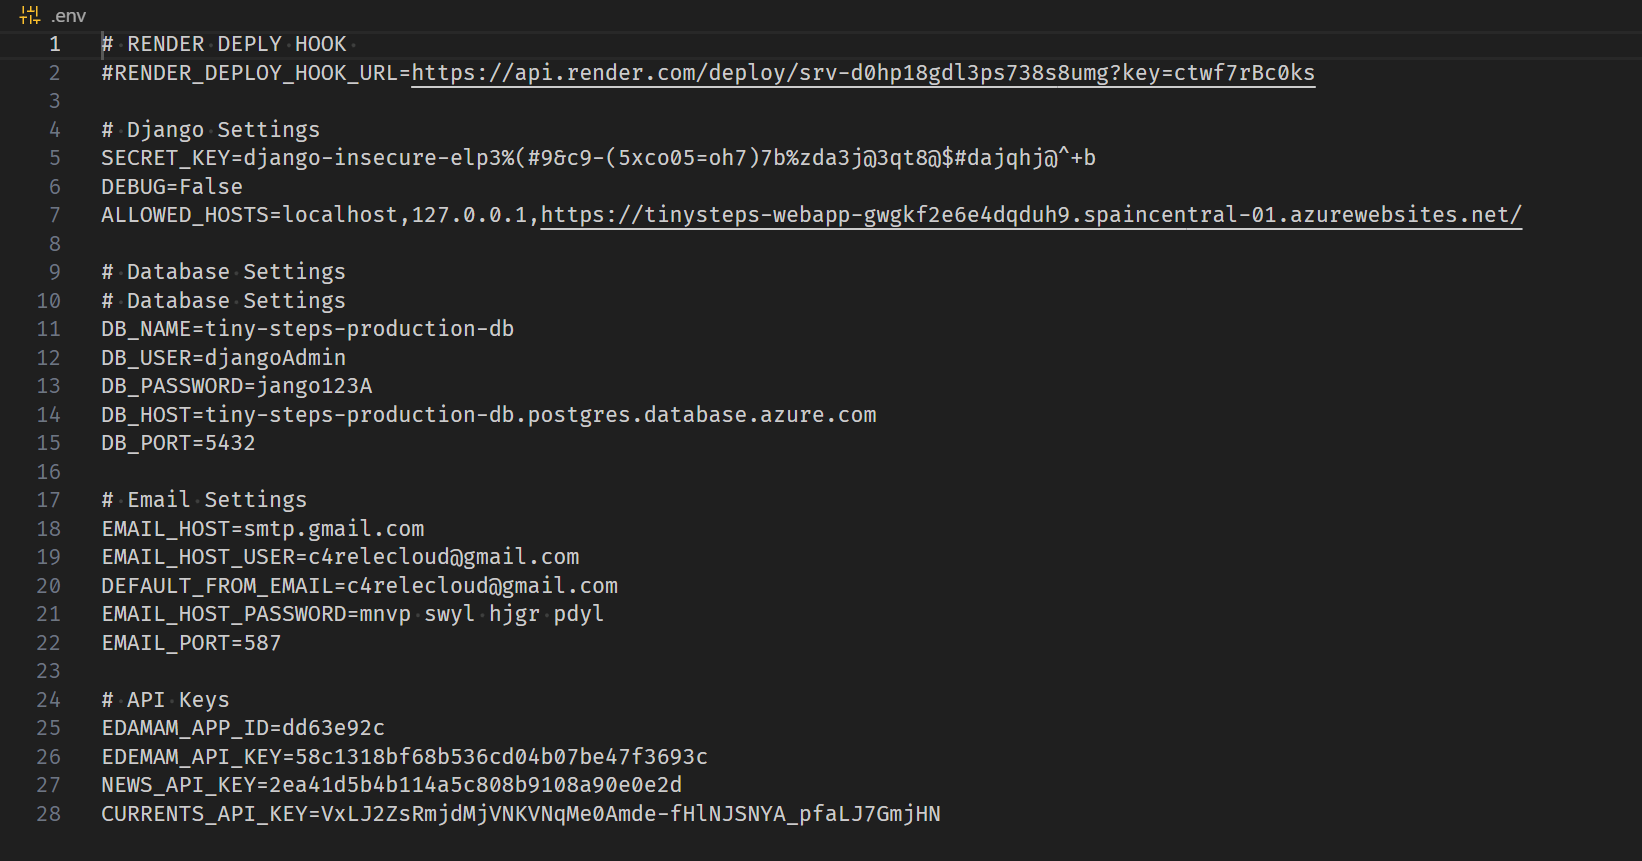 .env
1 # RENDER DEPLY HOOK
2 #RENDER_DEPLOY_HOOK_URL=https://api.render.com/deploy/srv-d0hp18gdl3ps738s8umg?key=ctwf7rBc0ks
3
4 # Django Settings
5 SECRET_KEY=django-insecure-elp3%(#9&c9-(5xco05=oh7)7b%zda3j@3qt8@$#dajqhj@^+b
6 DEBUG=False
7 ALLOWED_HOSTS=localhost,127.0.0.1,https://tinysteps-webapp-gwgkf2e6e4dqduh9.spaincentral-01.azurewebsites.net/
8
9 # Database Settings
10 # Database Settings
11 DB_NAME=tiny-steps-production-db
12 DB_USER=djangoAdmin
13 DB_PASSWORD=jango123A
14 DB_HOST=tiny-steps-production-db.postgres.database.azure.com
15 DB_PORT=5432
16
17 # Email Settings
18 EMAIL_HOST=smtp.gmail.com
19 EMAIL_HOST_USER=c4relecloud@gmail.com
20 DEFAULT_FROM_EMAIL=c4relecloud@gmail.com
21 EMAIL_HOST_PASSWORD=mnvp swyl hjgr pdyl
22 EMAIL_PORT=587
23
24 # API Keys
25 EDAMAM_APP_ID=dd63e92c
26 EDEMAM_API_KEY=58c1318bf68b536cd04b07be47f3693c
27 NEWS_API_KEY=2ea41d5b4b114a5c808b9108a90e0e2d
28 CURRENTS_API_KEY=VxLJ2ZsRmjdMjVNKVNqMe0Amde-fHlNJSNYA_pfaLJ7GmjHN